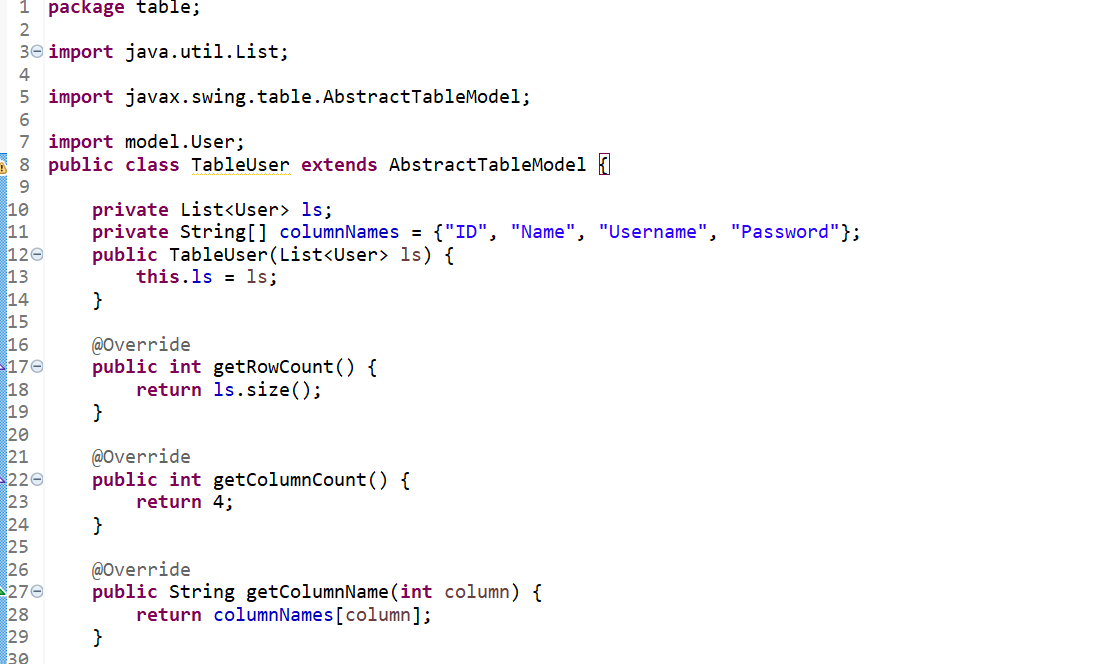 1 package table;
2
3 import java.util.List;
4
5 import javax.swing.table.AbstractTableModel;
6
7 import model.User;
8 public class TableUser extends AbstractTableModel {
9
10     private List<User> ls;
11     private String[] columnNames = {"ID", "Name", "Username", "Password"};
12     public TableUser(List<User> ls) {
13         this.ls = ls;
14     }
15
16     @Override
17     public int getRowCount() {
18         return ls.size();
19     }
20
21     @Override
22     public int getColumnCount() {
23         return 4;
24     }
25
26     @Override
27     public String getColumnName(int column) {
28         return columnNames[column];
29     }
30